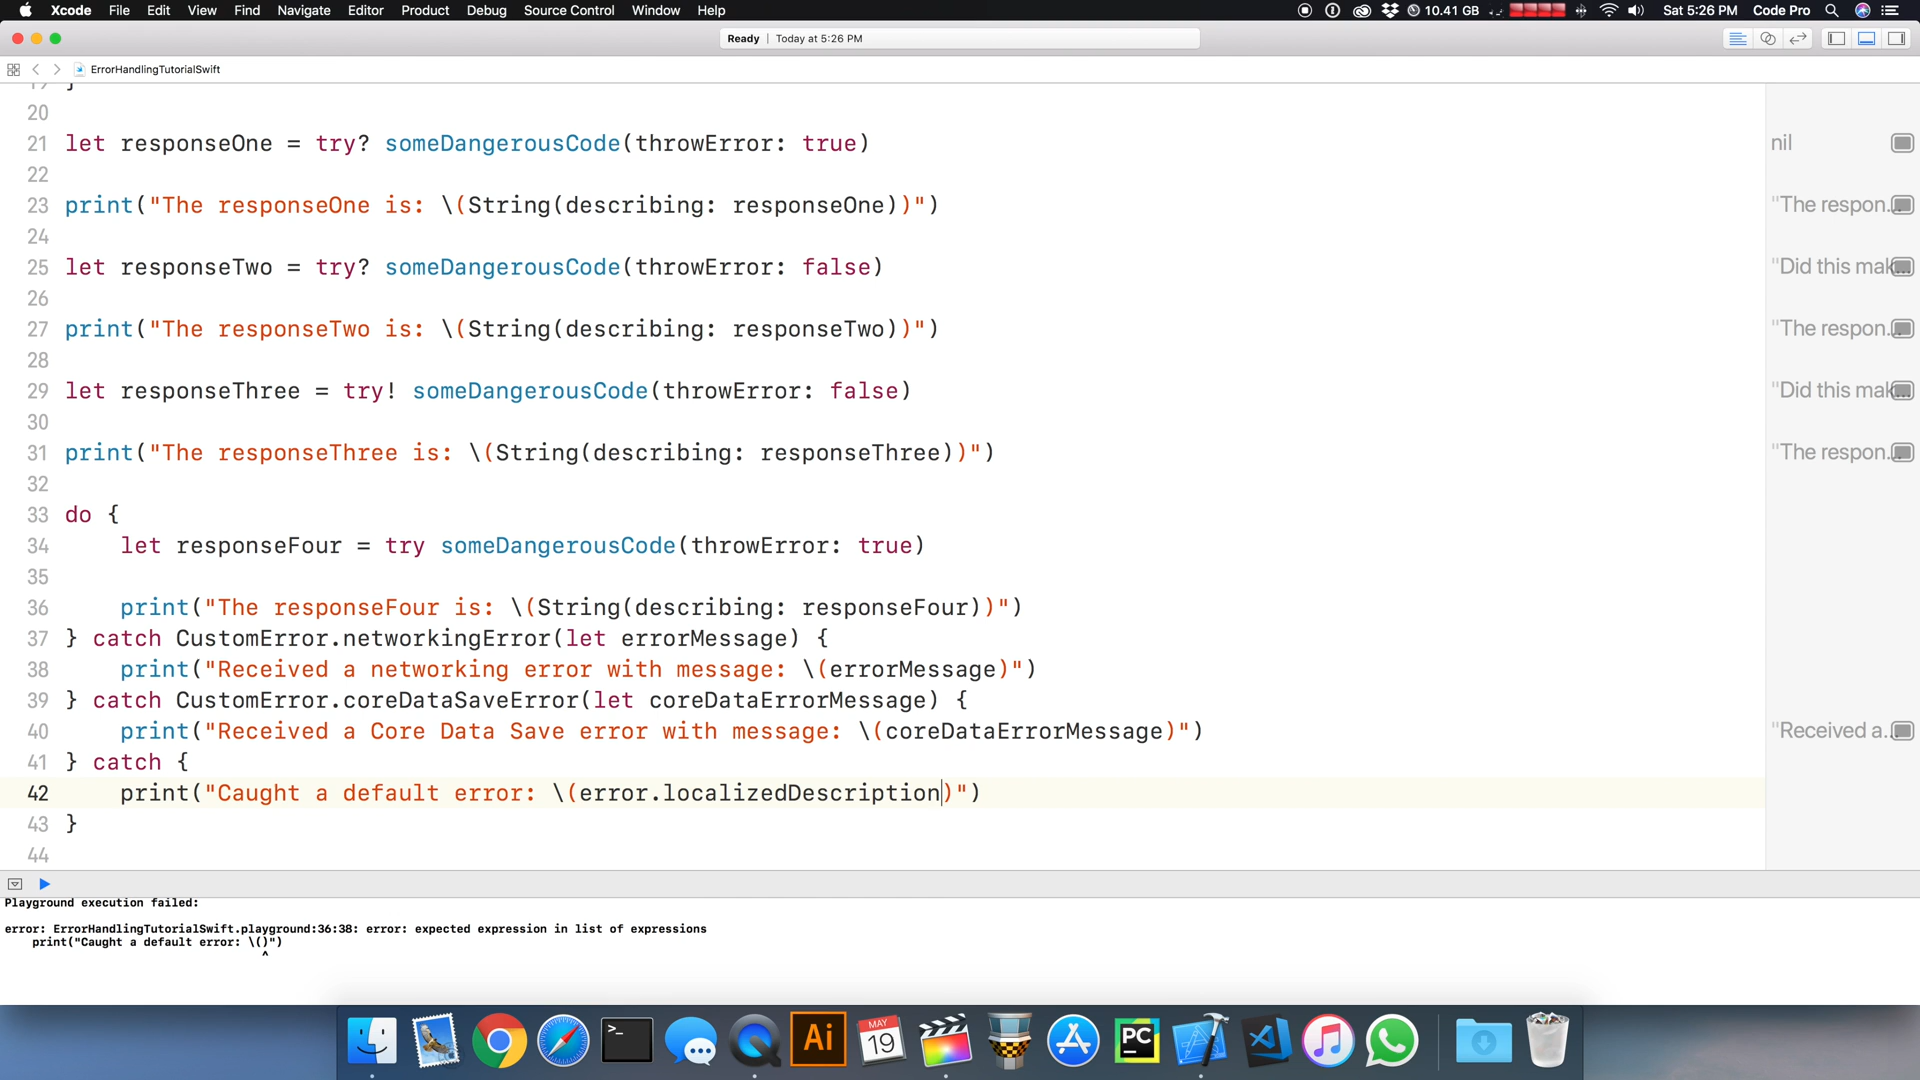 Xcode File Edit View Find Navigate Editor Product Debug Source Control Window Help 10.41 GB Sat 5:26 PM Code Pro
Ready | Today at 5:26 PM
ErrorHandlingTutorialSwift
19 }
20
21 let responseOne = try? someDangerousCode(throwError: true) nil
22
23 print("The responseOne is: \(String(describing: responseOne))") "The respon...
24
25 let responseTwo = try? someDangerousCode(throwError: false) "Did this mak...
26
27 print("The responseTwo is: \(String(describing: responseTwo))") "The respon...
28
29 let responseThree = try! someDangerousCode(throwError: false) "Did this mak...
30
31 print("The responseThree is: \(String(describing: responseThree))") "The respon...
32
33 do {
34 let responseFour = try someDangerousCode(throwError: true)
35
36 print("The responseFour is: \(String(describing: responseFour))")
37 } catch CustomError.networkingError(let errorMessage) {
38 print("Received a networking error with message: \(errorMessage)")
39 } catch CustomError.coreDataSaveError(let coreDataErrorMessage) {
40 print("Received a Core Data Save error with message: \(coreDataErrorMessage)") "Received a...
41 } catch {
42 print("Caught a default error: \(error.localizedDescription)")
43 }
44
Playground execution failed:
error: ErrorHandlingTutorialSwift.playground:36:38: error: expected expression in list of expressions
print("Caught a default error: \()")
^
>_ Ai MAY 19 PC